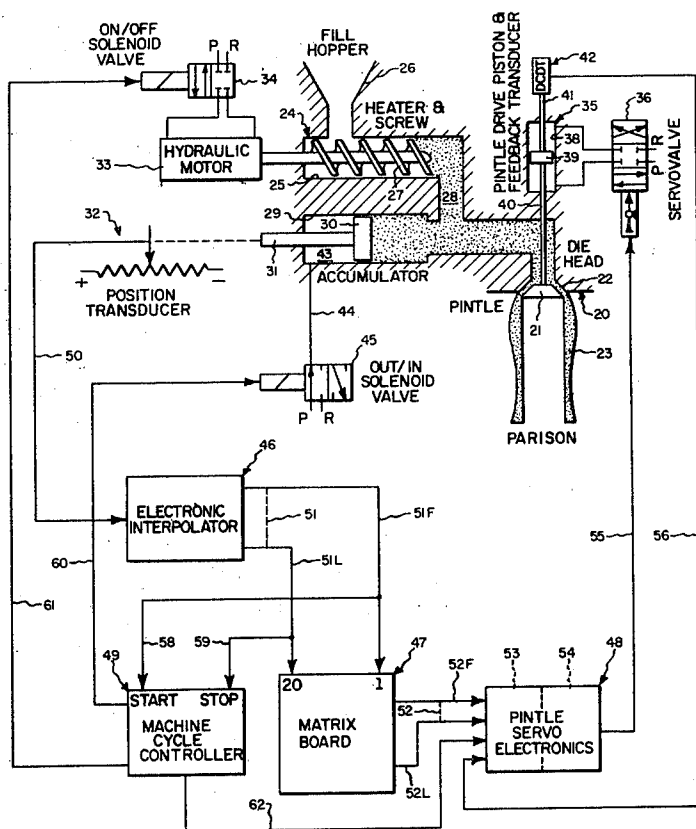 ON/OFF
SOLENOID
VALVE
P R
34
FILL
HOPPER
26
HEATER &
SCREW
24
33
HYDRAULIC
MOTOR
25
27
28
PINTLE DRIVE PISTON &
FEEDBACK TRANSDUCER
DCDT
42
41
35
38
39
40
36
R
P
SERVOVALVE
32
29
30
31
43
ACCUMULATOR
+
−
POSITION
TRANSDUCER
44
DIE
HEAD
22
PINTLE
21
20
23
PARISON
50
45
OUT/IN
SOLENOID
VALVE
P R
46
ELECTRONIC
INTERPOLATOR
51
51F
51L
55
56
60
61
58
59
49
START STOP
MACHINE
CYCLE
CONTROLLER
47
20 1
MATRIX
BOARD
52F
52
52L
53
54
48
PINTLE
SERVO
ELECTRONICS
62